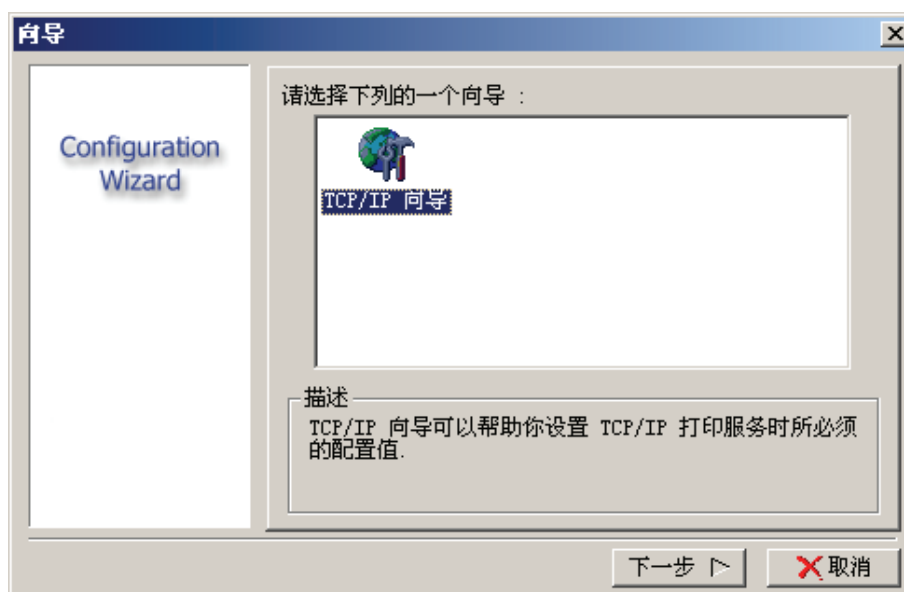 向导
Configuration
Wizard
请选择下列的一个向导 :
TCP/IP 向导
描述
TCP/IP 向导可以帮助你设置 TCP/IP 打印服务时所必须
的配置值.
下一步
取消